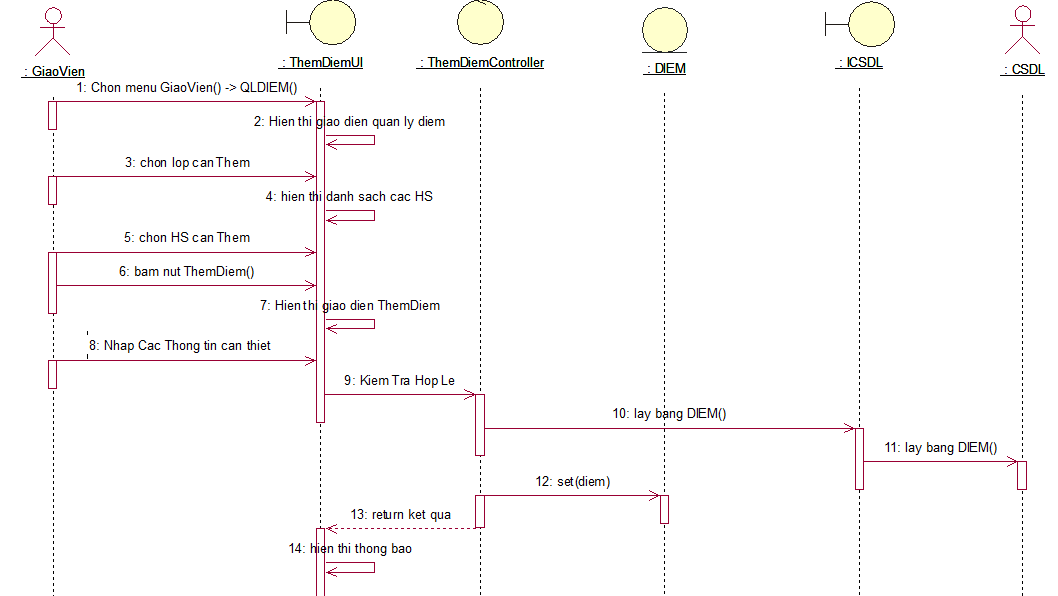 : GiaoVien
: ThemDiemUI
: ThemDiemController
: DIEM
: ICSDL
: CSDL
1: Chon menu GiaoVien() -> QLDIEM()
2: Hien thi giao dien quan ly diem
3: chon lop can Them
4: hien thi danh sach cac HS
5: chon HS can Them
6: bam nut ThemDiem()
7: Hien thi giao dien ThemDiem
8: Nhap Cac Thong tin can thiet
9: Kiem Tra Hop Le
10: lay bang DIEM()
11: lay bang DIEM()
12: set(diem)
13: return ket qua
14: hien thi thong bao